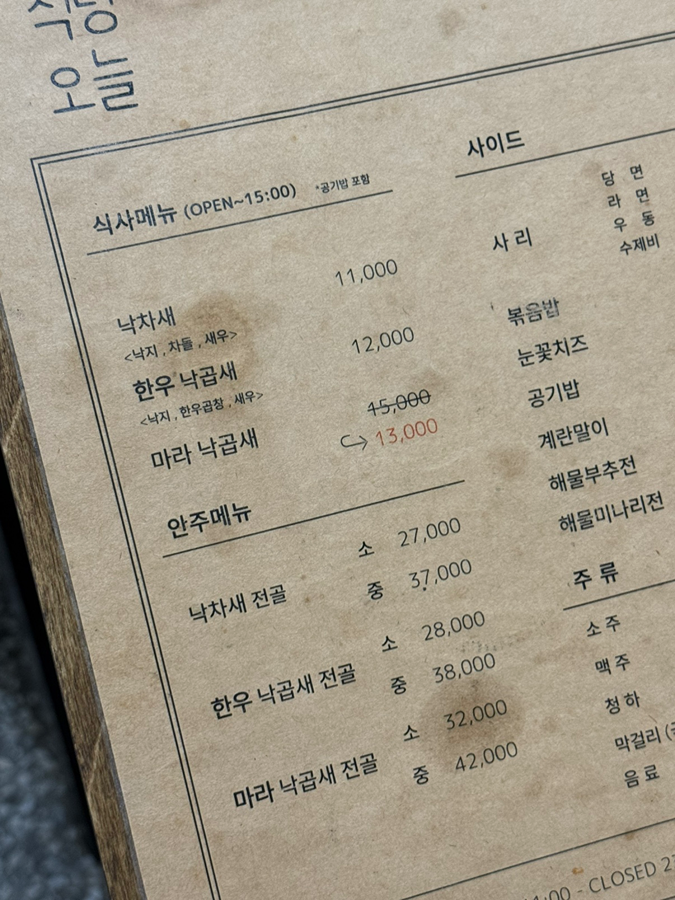 식당
오늘
식사메뉴 (OPEN~15:00) *공기밥 포함
낙차새 11,000
<낙지, 차돌, 새우>
한우 낙곱새 12,000
<낙지, 한우곱창, 새우>
마라 낙곱새 15,000
13,000
안주메뉴
낙차새 전골 소 27,000
중 37,000
한우 낙곱새 전골 소 28,000
중 38,000
마라 낙곱새 전골 소 32,000
중 42,000
사이드
사리 당면
라면
우동
수제비
볶음밥
눈꽃치즈
공기밥
계란말이
해물부추전
해물미나리전
주류
소주
맥주
청하
막걸리
음료
CLOSED